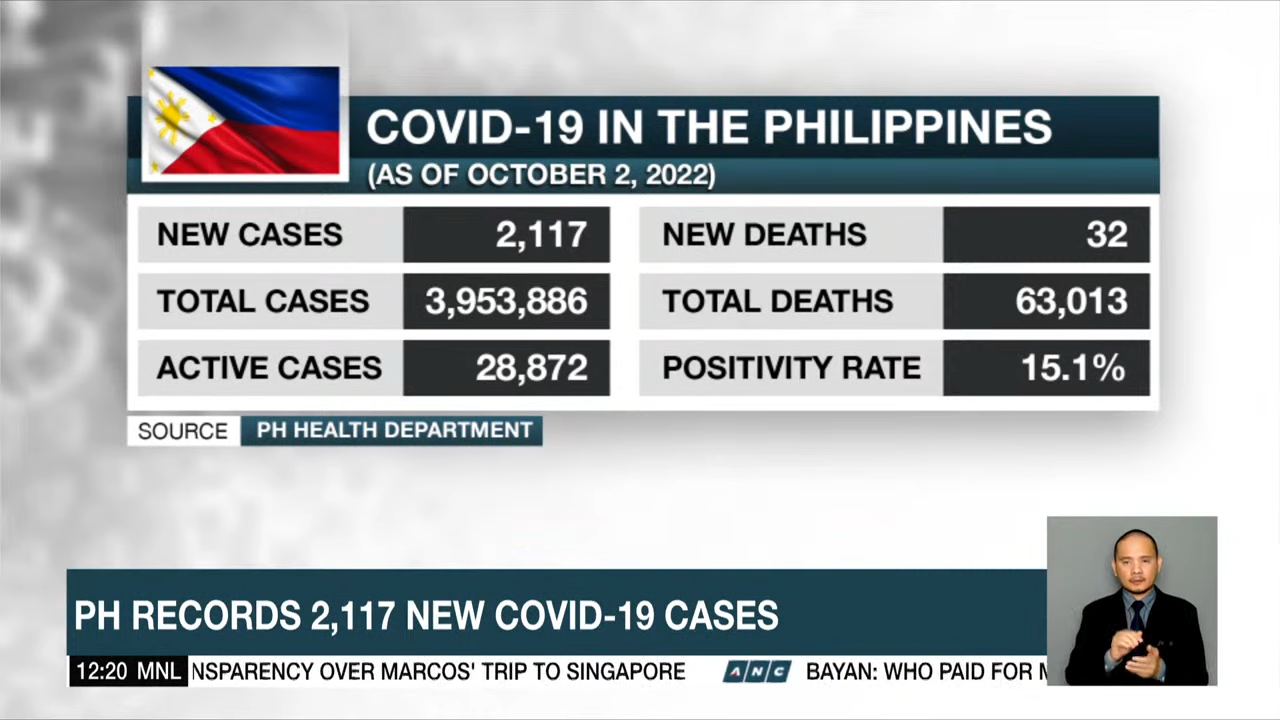 COVID-19 IN THE PHILIPPINES
(AS OF OCTOBER 2, 2022)
NEW CASES 2,117
TOTAL CASES 3,953,886
ACTIVE CASES 28,872
NEW DEATHS 32
TOTAL DEATHS 63,013
POSITIVITY RATE 15.1%
SOURCE PH HEALTH DEPARTMENT
PH RECORDS 2,117 NEW COVID-19 CASES
12:20 MNL NSPARENCY OVER MARCOS' TRIP TO SINGAPORE ANC BAYAN: WHO PAID FOR